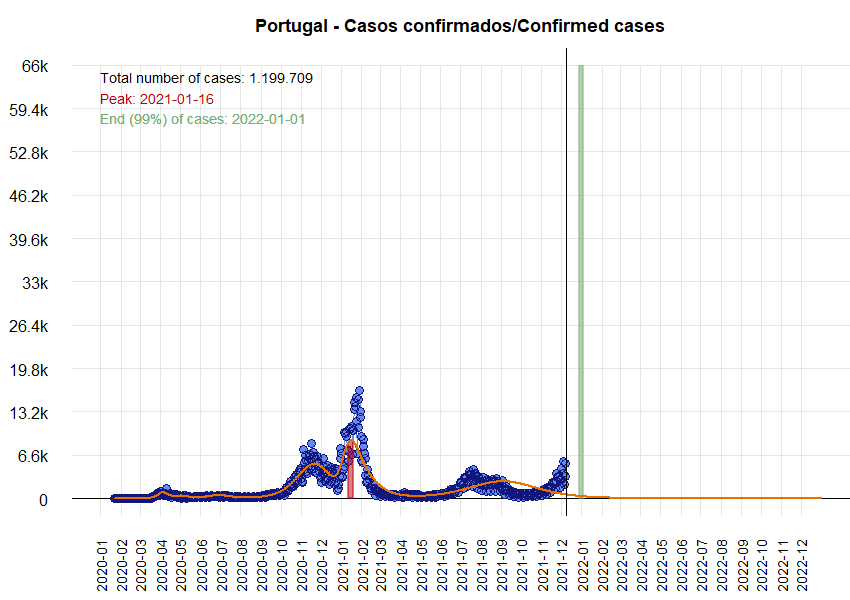 Portugal - Casos confirmados/Confirmed cases
66k
Total number of cases: 1.199.709
Peak: 2021-01-16
59.4k
End (99%) of cases: 2022-01-01
52.8k
46.2k
39.6k
33k
26.4k
19.8k
13.2k
6.6k
0
2020-01
2020-02
2020-03
2020-04
2020-05
2020-06
2020-07
2020-08
2020-09
2020-10
2020-11
2020-12
2021-01
2021-02
2021-03
2021-04
2021-05
2021-06
2021-07
2021-08
2021-09
2021-10
2021-11
2021-12
2022-01
2022-02
2022-03
2022-04
2022-05
2022-06
2022-07
2022-08
2022-09
2022-10
2022-11
2022-12